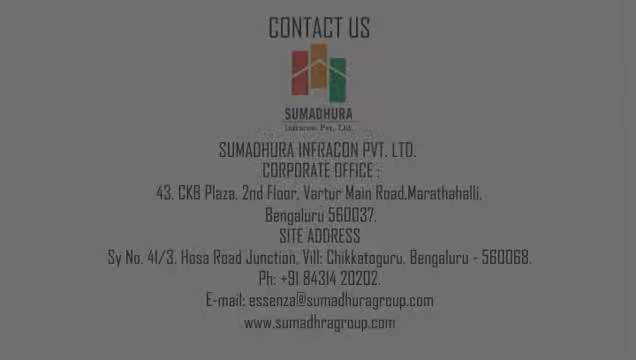 CONTACT US
SUMADHURA
Infracon Pvt. Ltd.
SUMADHURA INFRACON PVT. LTD.
CORPORATE OFFICE :
43, CKB Plaza, 2nd Floor, Vartur Main Road,Marathahalli,
Bengaluru 560037.
SITE ADDRESS
Sy No. 41/3, Hosa Road Junction, Vill: Chikkatoguru, Bengaluru - 560068.
Ph: +91 84314 20202.
E-mail: essenza@sumadhuragroup.com
www.sumadhragroup.com